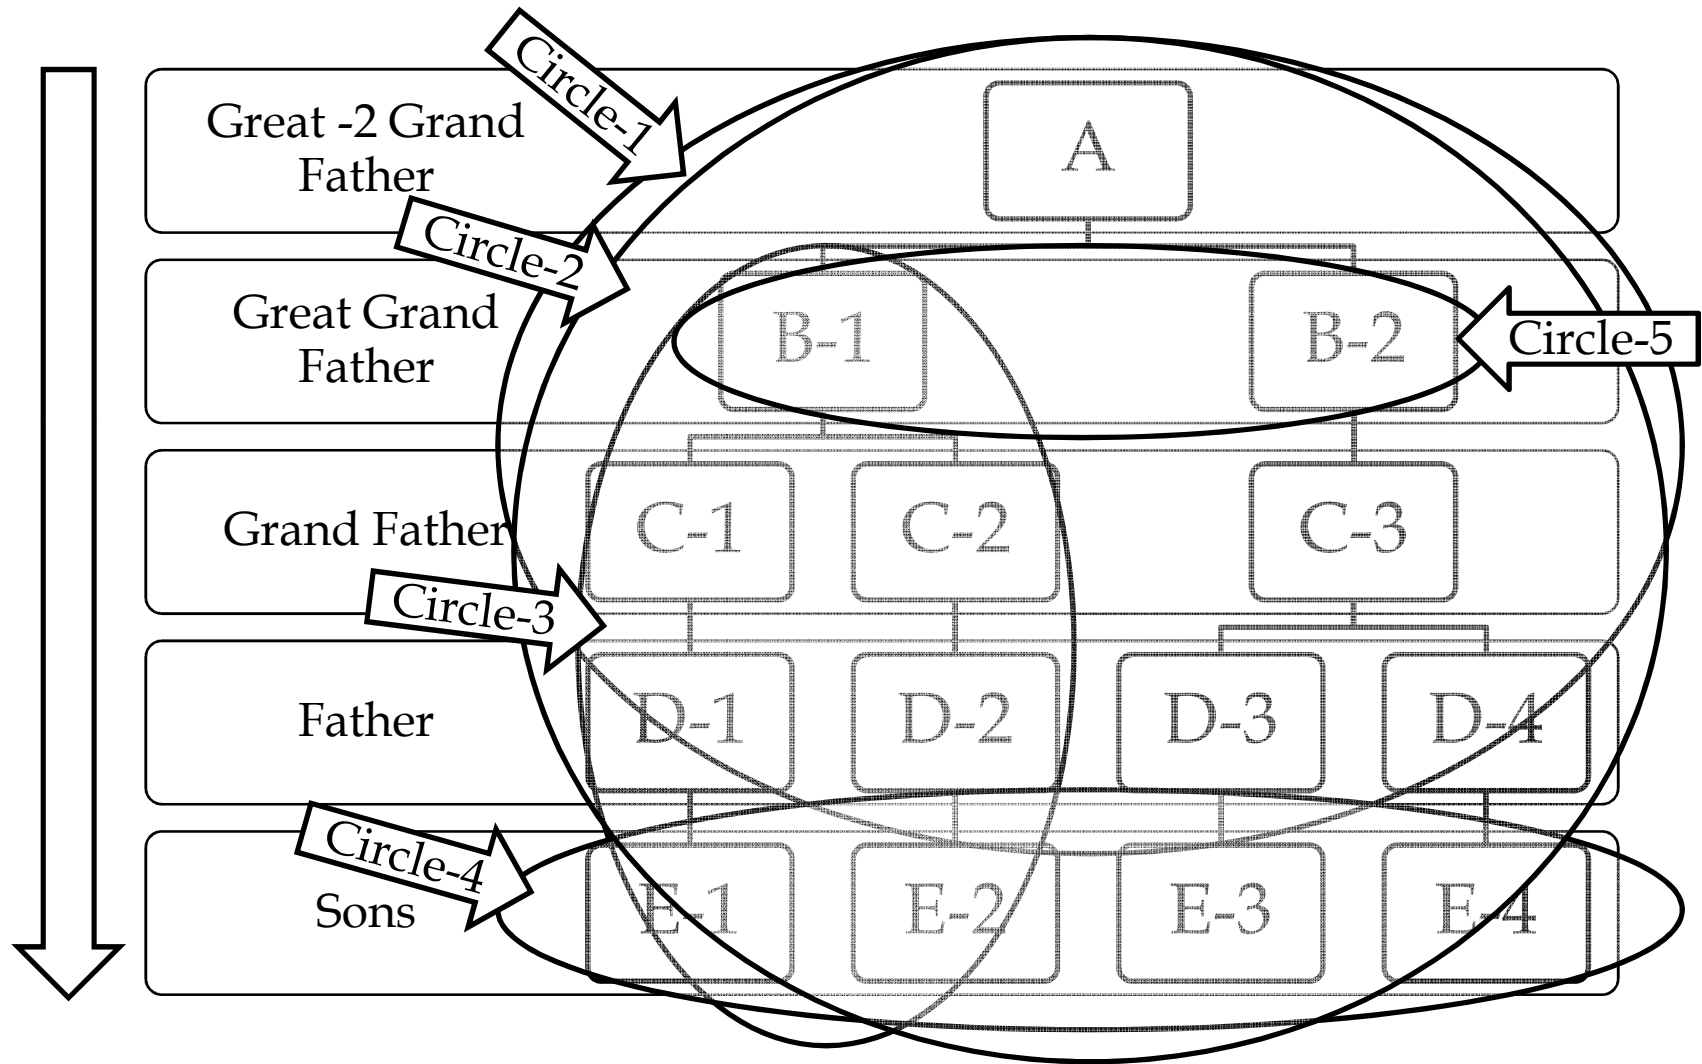 Circle-1
Great -2 Grand
Father
A
Circle-2
Great Grand
Father
B-1
B-2
Circle-5
Grand Father
C-1
C-2
C-3
Circle-3
Father
D-1
D-2
D-3
D-4
Circle-4
Sons
E-1
E-2
E-3
E-4